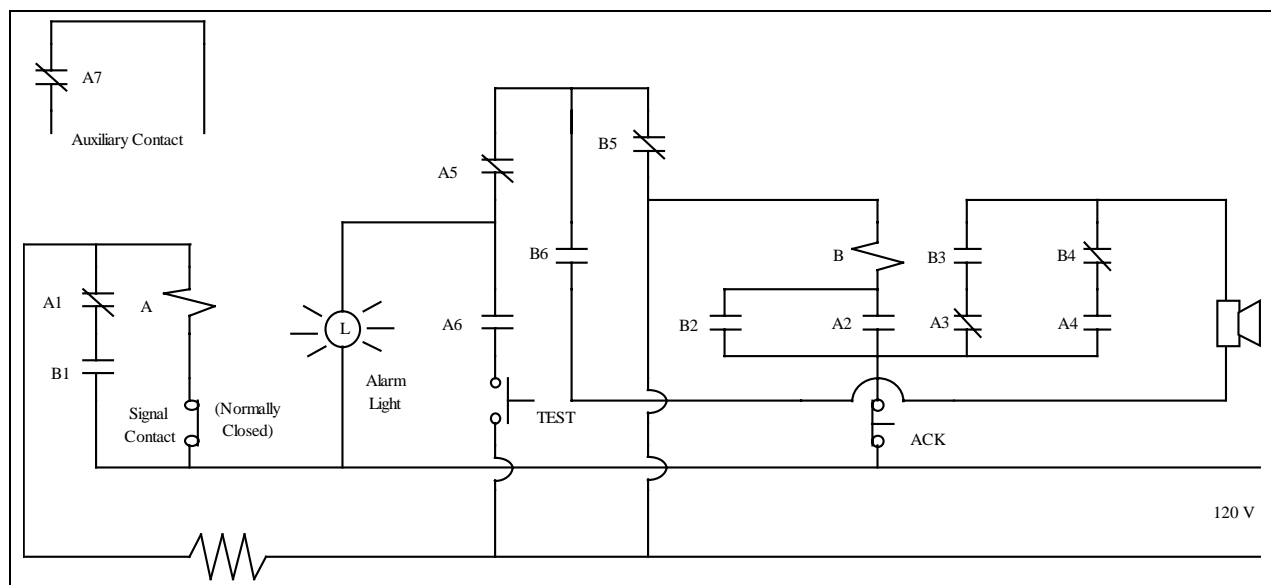 A7
Auxiliary Contact
B5
A5
B6
B
B3
B4
A1
A
L
A6
B2
A2
A3
A4
B1
Alarm
Light
Signal
Contact
(Normally
Closed)
TEST
ACK
120 V